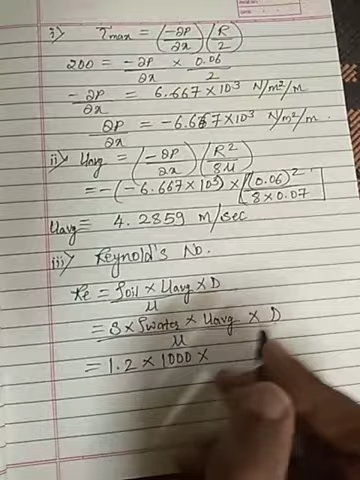 i) τmax = (-∂P/∂x) (R/2)
200 = -∂P/∂x × 0.06/2
-∂P/∂x = 6.667 × 10³ N/m²/M
∂P/∂x = -6.667 × 10³ N/m²/m.
ii) Uavg = (-∂P/∂x) (R²/8μ)
= -(-6.667 × 10³) × [(0.06)²/8 × 0.07]
Uavg = 4.2859 m/sec
iii) Reynold's No.
Re = ρoil × Uavg × D/μ
= S × ρwater × Uavg × D/μ
= 1.2 × 1000 ×